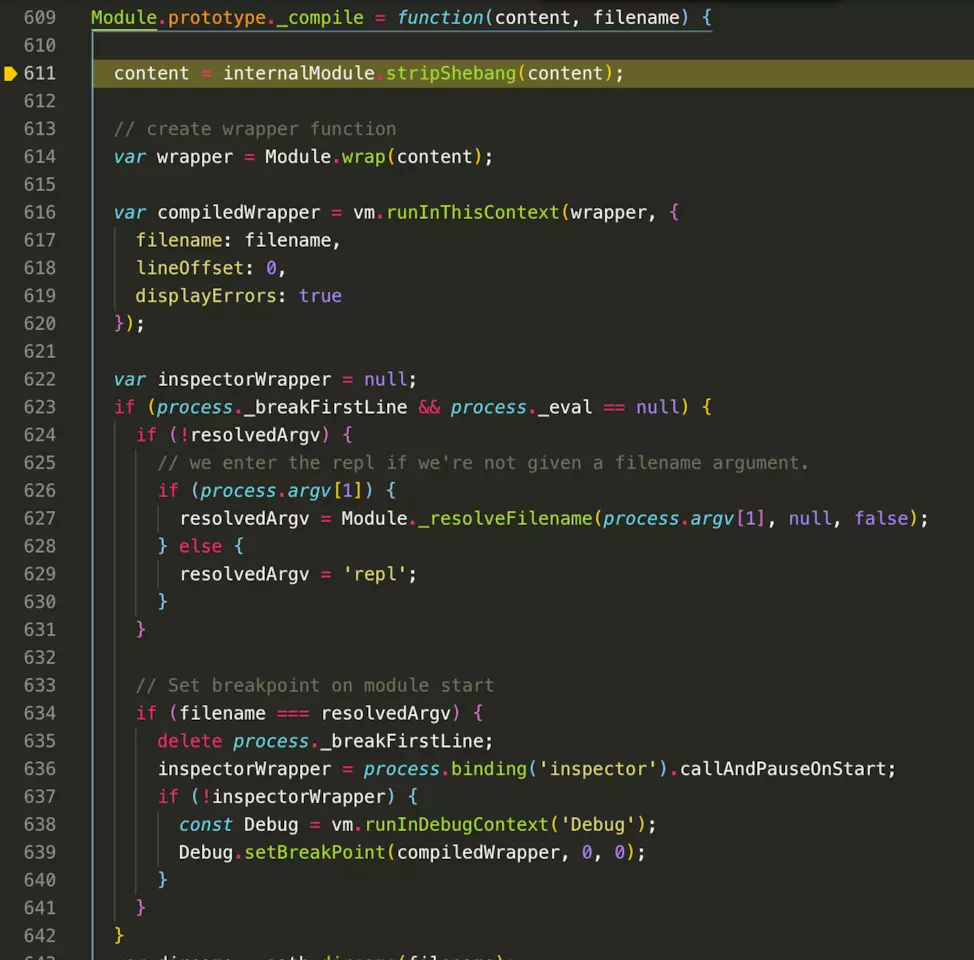 609 Module.prototype._compile = function(content, filename) {
610
611 content = internalModule.stripShebang(content);
612
613 // create wrapper function
614 var wrapper = Module.wrap(content);
615
616 var compiledWrapper = vm.runInThisContext(wrapper, {
617 filename: filename,
618 lineOffset: 0,
619 displayErrors: true
620 });
621
622 var inspectorWrapper = null;
623 if (process._breakFirstLine && process._eval == null) {
624 if (!resolvedArgv) {
625 // we enter the repl if we're not given a filename argument.
626 if (process.argv[1]) {
627 resolvedArgv = Module._resolveFilename(process.argv[1], null, false);
628 } else {
629 resolvedArgv = 'repl';
630 }
631 }
632
633 // Set breakpoint on module start
634 if (filename === resolvedArgv) {
635 delete process._breakFirstLine;
636 inspectorWrapper = process.binding('inspector').callAndPauseOnStart;
637 if (!inspectorWrapper) {
638 const Debug = vm.runInDebugContext('Debug');
639 Debug.setBreakPoint(compiledWrapper, 0, 0);
640 }
641 }
642 }